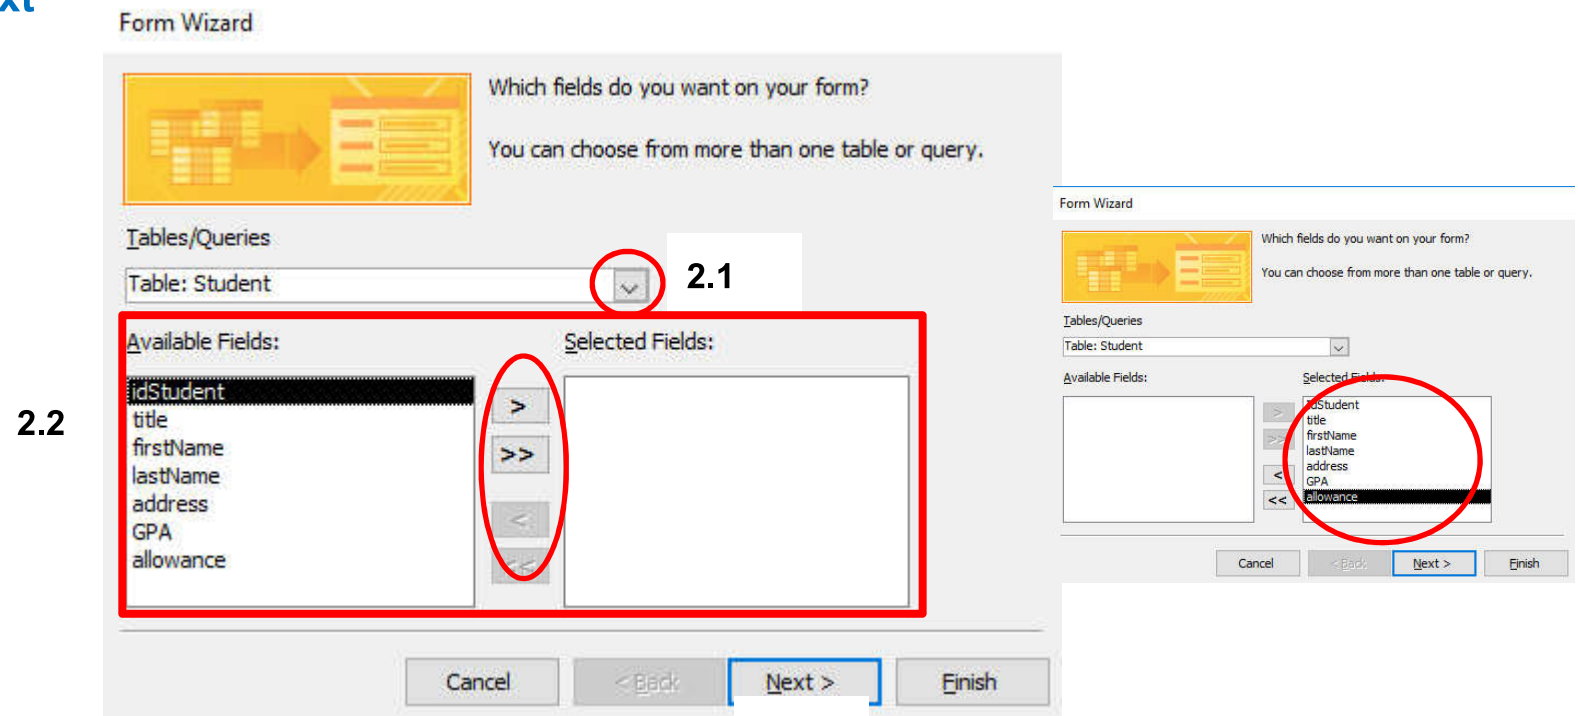 xt
Form Wizard
Which fields do you want on your form?
You can choose from more than one table or query.
Tables/Queries
Table: Student
2.1
Available Fields:
Selected Fields:
2.2
idStudent
title
firstName
lastName
address
GPA
allowance
>
>>
<
<<
Cancel
< Back
Next >
Finish
Form Wizard
Which fields do you want on your form?
You can choose from more than one table or query.
Tables/Queries
Table: Student
Available Fields:
Selected Fields:
>
>>
<
<<
idStudent
title
firstName
lastName
address
GPA
allowance
Cancel
< Back
Next >
Finish